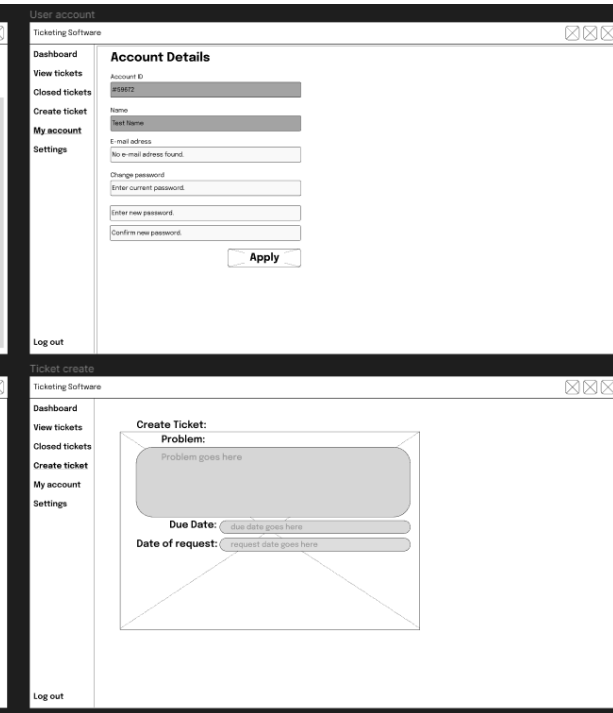 User account
Ticketing Software
Dashboard
View tickets
Closed tickets
Create ticket
My account
Settings
Log out
Account Details
Account ID
#59672
Name
Test Name
E-mail adress
No e-mail adress found.
Change password
Enter current password.
Enter new password.
Confirm new password.
Apply
Ticket create
Ticketing Software
Dashboard
View tickets
Closed tickets
Create ticket
My account
Settings
Log out
Create Ticket:
Problem:
Problem goes here
Due Date: due date goes here
Date of request: request date goes here